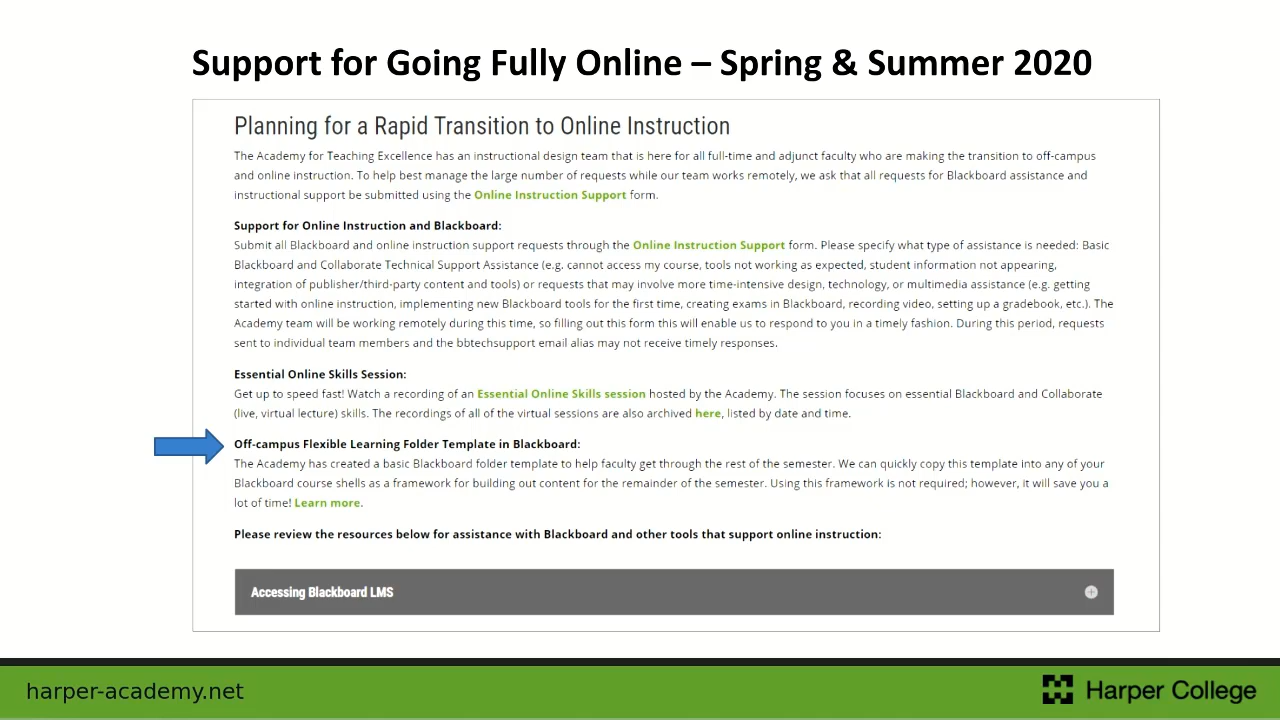 Support for Going Fully Online – Spring & Summer 2020
Planning for a Rapid Transition to Online Instruction
The Academy for Teaching Excellence has an instructional design team that is here for all full-time and adjunct faculty who are making the transition to off-campus
and online instruction. To help best manage the large number of requests while our team works remotely, we ask that all requests for Blackboard assistance and
instructional support be submitted using the Online Instruction Support form.
Support for Online Instruction and Blackboard:
Submit all Blackboard and online instruction support requests through the Online Instruction Support form. Please specify what type of assistance is needed: Basic
Blackboard and Collaborate Technical Support Assistance (e.g. cannot access my course, tools not working as expected, student information not appearing,
integration of publisher/third-party content and tools) or requests that may involve more time-intensive design, technology, or multimedia assistance (e.g. getting
started with online instruction, implementing new Blackboard tools for the first time, creating exams in Blackboard, recording video, setting up a gradebook, etc.). The
Academy team will be working remotely during this time, so filling out this form this will enable us to respond to you in a timely fashion. During this period, requests
sent to individual team members and the bbtechsupport email alias may not receive timely responses.
Essential Online Skills Session:
Get up to speed fast! Watch a recording of an Essential Online Skills session hosted by the Academy. The session focuses on essential Blackboard and Collaborate
(live, virtual lecture) skills. The recordings of all of the virtual sessions are also archived here, listed by date and time.
Off-campus Flexible Learning Folder Template in Blackboard:
The Academy has created a basic Blackboard folder template to help faculty get through the rest of the semester. We can quickly copy this template into any of your
Blackboard course shells as a framework for building out content for the remainder of the semester. Using this framework is not required; however, it will save you a
lot of time! Learn more.
Please review the resources below for assistance with Blackboard and other tools that support online instruction:
Accessing Blackboard LMS
harper-academy.net
Harper College